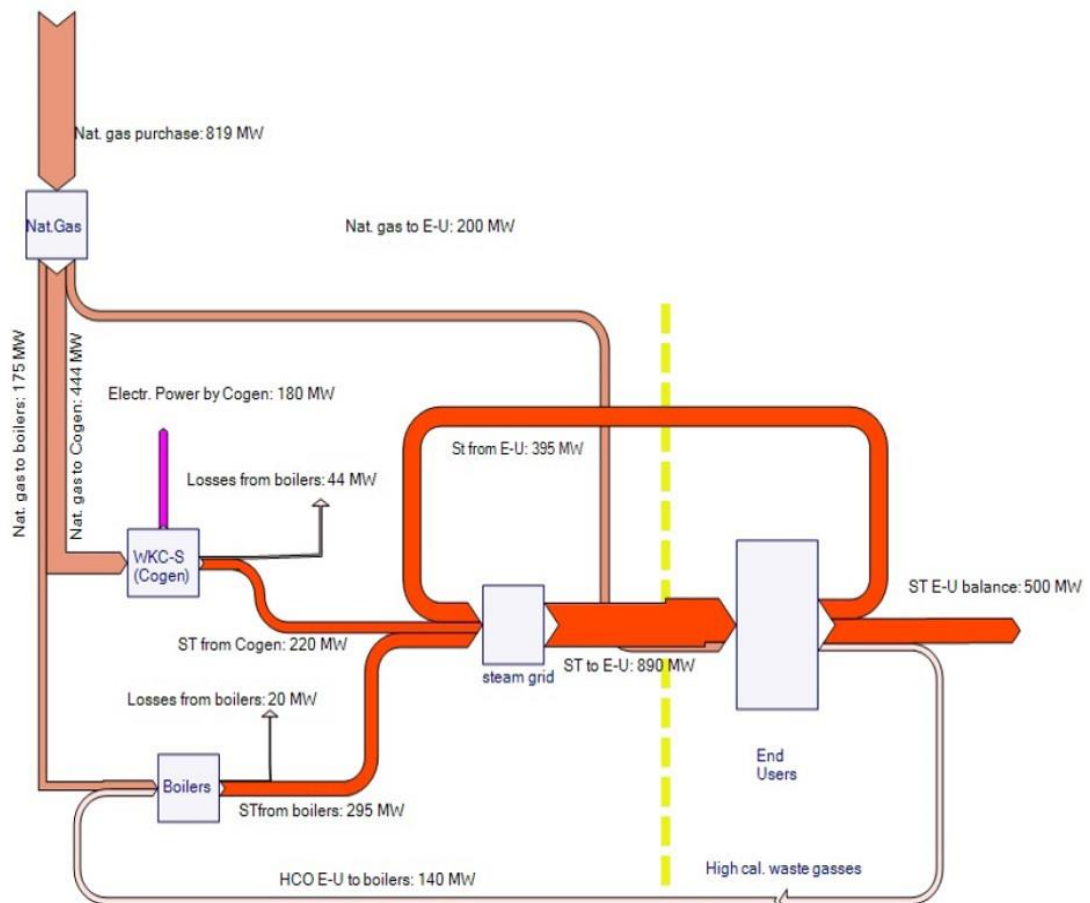 Nat. gas purchase: 819 MW
Nat.Gas
Nat. gas to E-U: 200 MW
Nat. gas to boilers: 175 MW
Nat. gas to Cogen: 444 MW
Electr. Power by Cogen: 180 MW
Losses from boilers: 44 MW
St from E-U: 395 MW
WKC-S
(Cogen)
ST E-U balance: 500 MW
ST from Cogen: 220 MW
ST to E-U: 890 MW
steam grid
Losses from boilers: 20 MW
End
Users
Boilers
STfrom boilers: 295 MW
High cal. waste gasses
HCO E-U to boilers: 140 MW